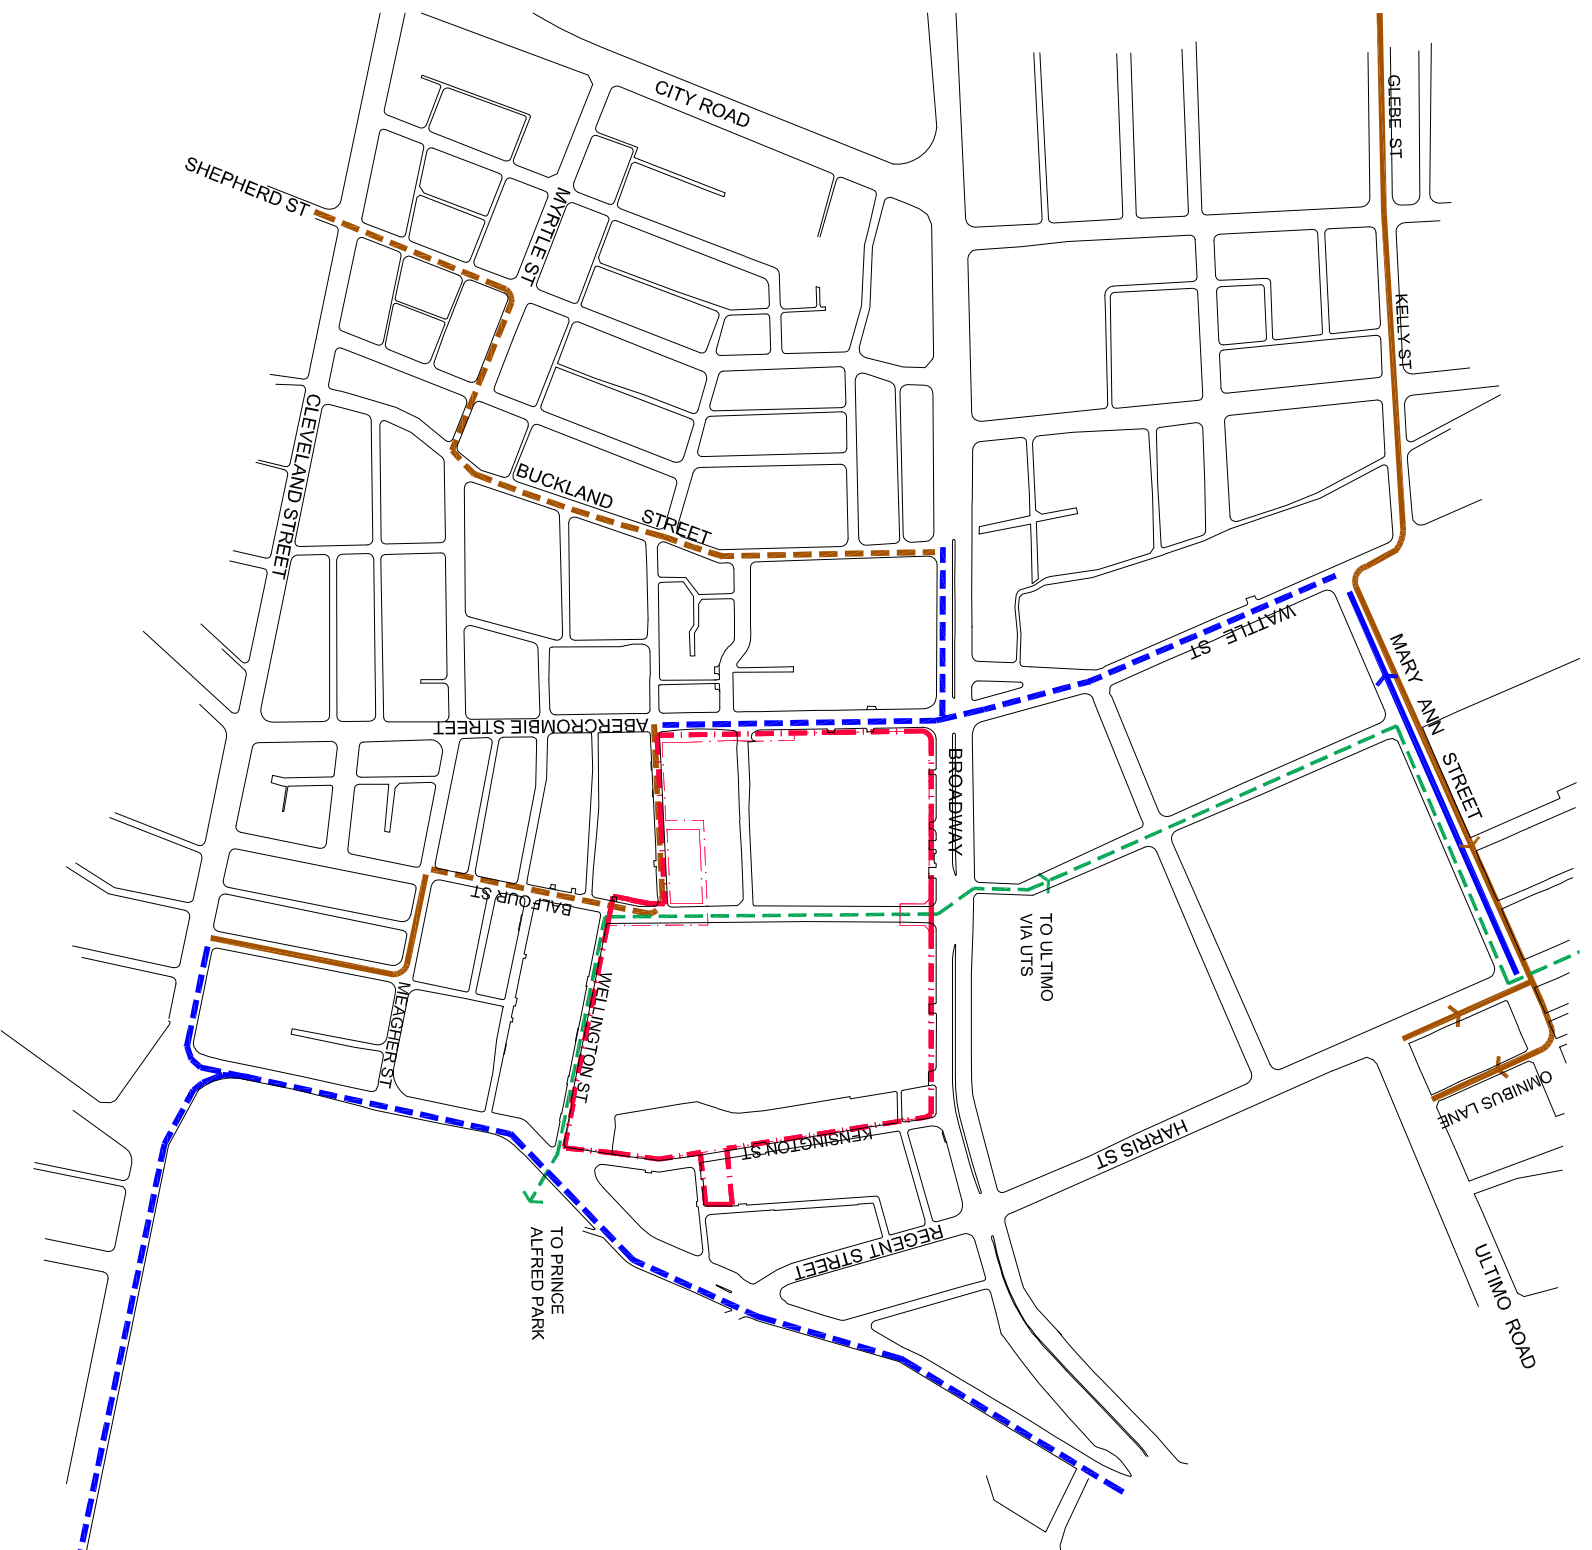 CITY ROAD
GLEBE ST
SHEPHERD ST
MYRTLE ST
KELLY ST
CLEVELAND STREET
BUCKLAND
STREET
WATTLE ST
MARY ANN STREET
ABERCROMBIE STREET
BROADWAY
BALFOUR ST
TO ULTIMO
VIA UTS
WELLINGTON ST
MEAGHER ST
OMNIBUS LANE
KENSINGTON ST
HARRIS ST
REGENT STREET
TO PRINCE
ALFRED PARK
ULTIMO ROAD